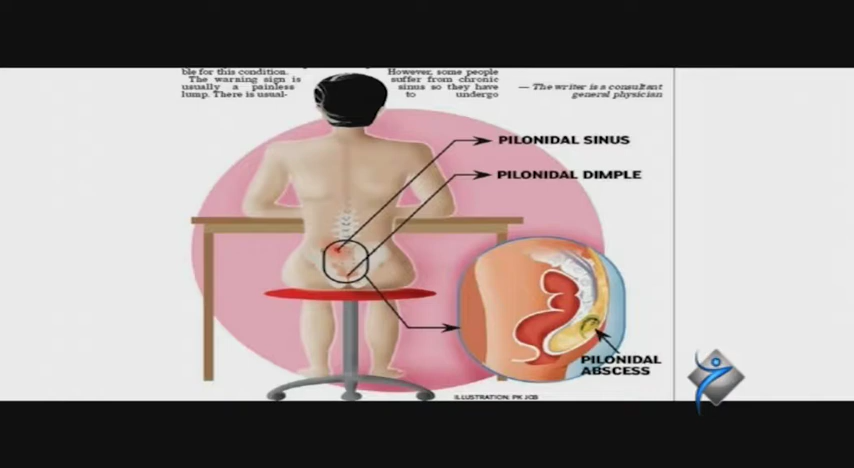 ble for this condition.
The warning sign is
usually a painless
lump. There is usual-
However, some people
suffer from chronic
sinus so they have
to undergo
— The writer is a consultant
general physician
PILONIDAL SINUS
PILONIDAL DIMPLE
PILONIDAL
ABSCESS
ILLUSTRATION: PK JOB